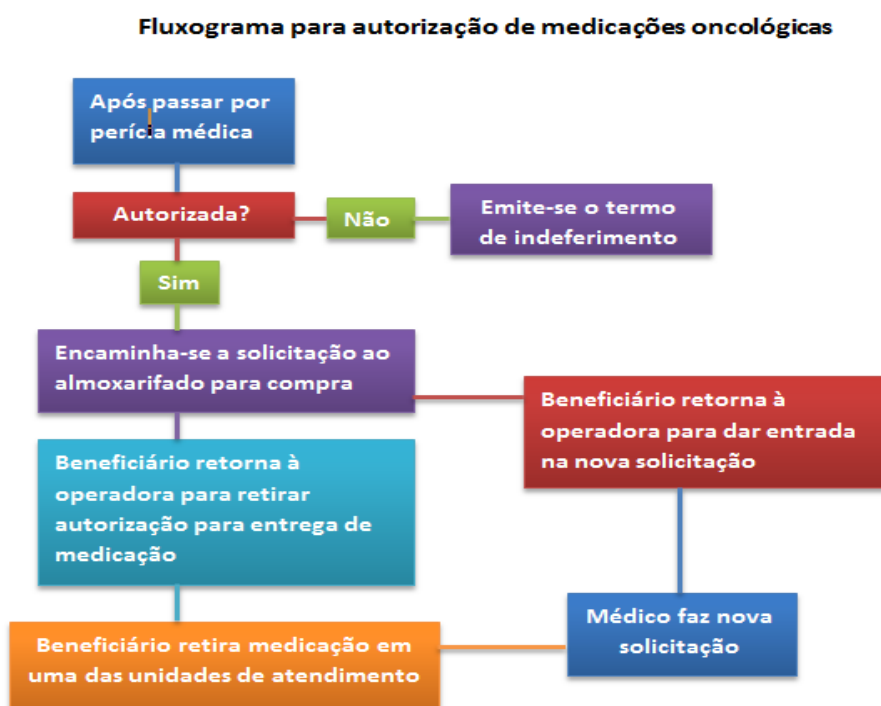 Fluxograma para autorização de medicações oncológicas
Após passar por
perícia médica
Autorizada?
Não
Emite-se o termo
de indeferimento
Sim
Encaminha-se a solicitação ao
almoxarifado para compra
Beneficiário retorna à
operadora para dar entrada
na nova solicitação
Beneficiário retorna à
operadora para retirar
autorização para entrega de
medicação
Médico faz nova
solicitação
Beneficiário retira medicação em
uma das unidades de atendimento